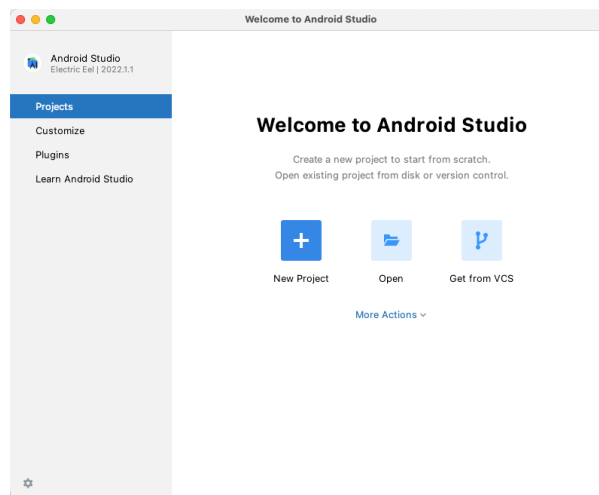 Welcome to Android Studio
Android Studio
Electric Eel | 2022.1.1
Projects
Customize
Plugins
Learn Android Studio
Welcome to Android Studio
Create a new project to start from scratch.
Open existing project from disk or version control.
New Project
Open
Get from VCS
More Actions